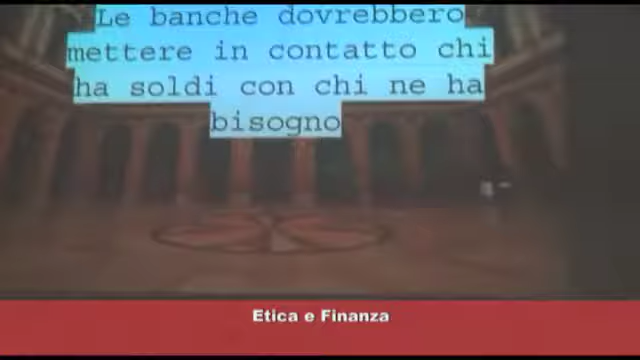 Le banche dovrebbero
mettere in contatto chi
ha soldi con chi ne ha
bisogno
Etica e Finanza